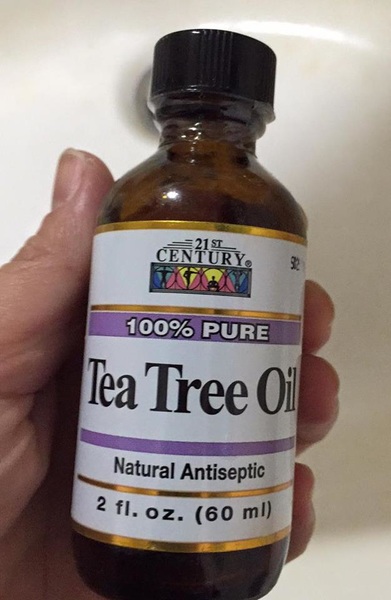 21ST
CENTURY®
100% PURE
Tea Tree Oil
Natural Antiseptic
2 fl. oz. (60 ml)